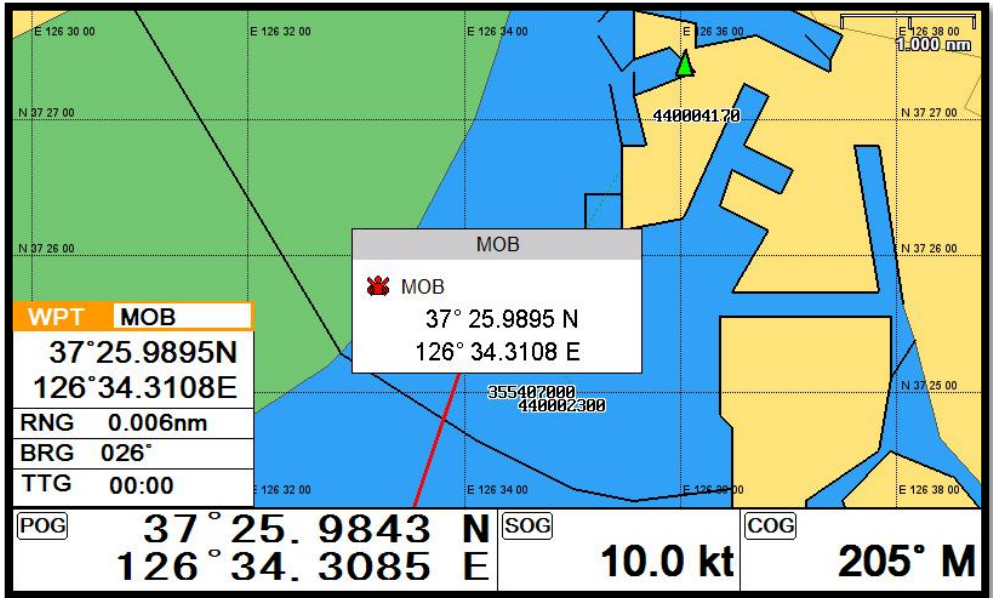 E 126 30 00
E 126 32 00
E 126 34 00
E 126 36 00
E 126 38 00
1.000 nm
N 37 27 00
440004170
N 37 27 00
N 37 26 00
N 37 26 00
MOB
MOB
37° 25.9895 N
126° 34.3108 E
WPT MOB
37°25.9895N
126°34.3108E
RNG 0.006nm
BRG 026°
TTG 00:00
355407000
440002300
N 37 25 00
E 126 32 00
E 126 34 00
E 126 36 00
E 126 38 00
POG 37°25. 9843 N
126°34. 3085 E
SOG
10.0 kt
COG
205° M